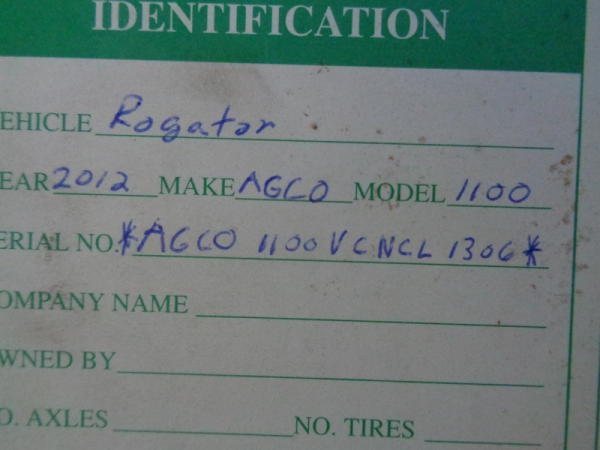 IDENTIFICATION
EHICLE Rogator
EAR 2012 MAKE AGCO MODEL 1100
ERIAL NO. *AGCO 1100 V CNCL 1306*
OMPANY NAME
WNED BY
O. AXLES NO. TIRES